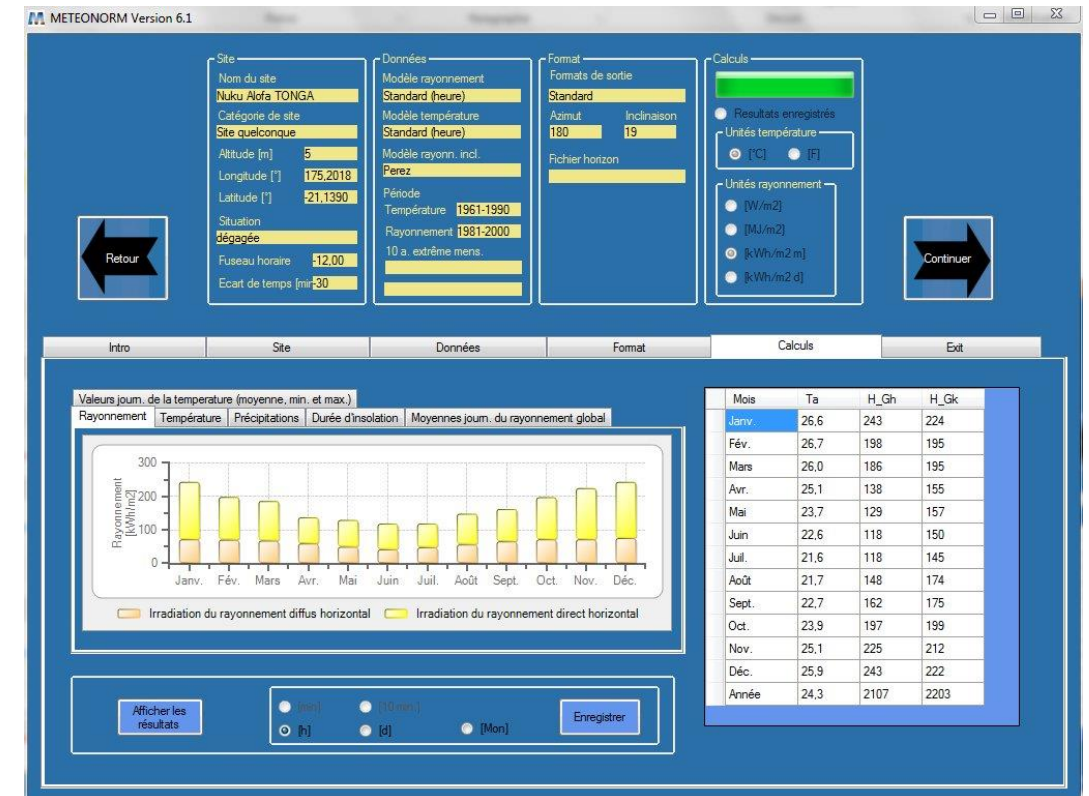 METEONORM Version 6.1
Site
Nom du site
Nuku Alofa TONGA
Catégorie de site
Site quelconque
Altitude [m] 5
Longitude [°] 175,2018
Latitude [°] -21,1390
Situation
dégagée
Fuseau horaire -12,00
Ecart de temps [min -30
Données
Modèle rayonnement
Standard (heure)
Modèle température
Standard (heure)
Modèle rayonn. incl.
Perez
Période
Température 1961-1990
Rayonnement 1981-2000
10 a. extrême mens.
Format
Formats de sortie
Standard
Azimut Inclinaison
180 19
Fichier horizon
Calculs
Resultats enregistrés
Unités température
[°C] [F]
Unités rayonnement
[W/m2]
[MJ/m2]
[kWh/m2 m]
[kWh/m2 d]
Retour
Continuer
Intro Site Données Format Calculs Exit
Valeurs journ. de la temperature (moyenne, min. et max.)
Rayonnement Température Précipitations Durée d'insolation Moyennes journ. du rayonnement global
Rayonnement
[kWh/m2]
300
200
100
0
Janv. Fév. Mars Avr. Mai Juin Juil. Août Sept. Oct. Nov. Déc.
Irradiation du rayonnement diffus horizontal Irradiation du rayonnement direct horizontal
Mois Ta H_Gh H_Gk
Janv. 26,6 243 224
Fév. 26,7 198 195
Mars 26,0 186 195
Avr. 25,1 138 155
Mai 23,7 129 157
Juin 22,6 118 150
Juil. 21,6 118 145
Août 21,7 148 174
Sept. 22,7 162 175
Oct. 23,9 197 199
Nov. 25,1 225 212
Déc. 25,9 243 222
Année 24,3 2107 2203
Afficher les
résultats
[min] [10 min.]
[h] [d] [Mon]
Enregistrer